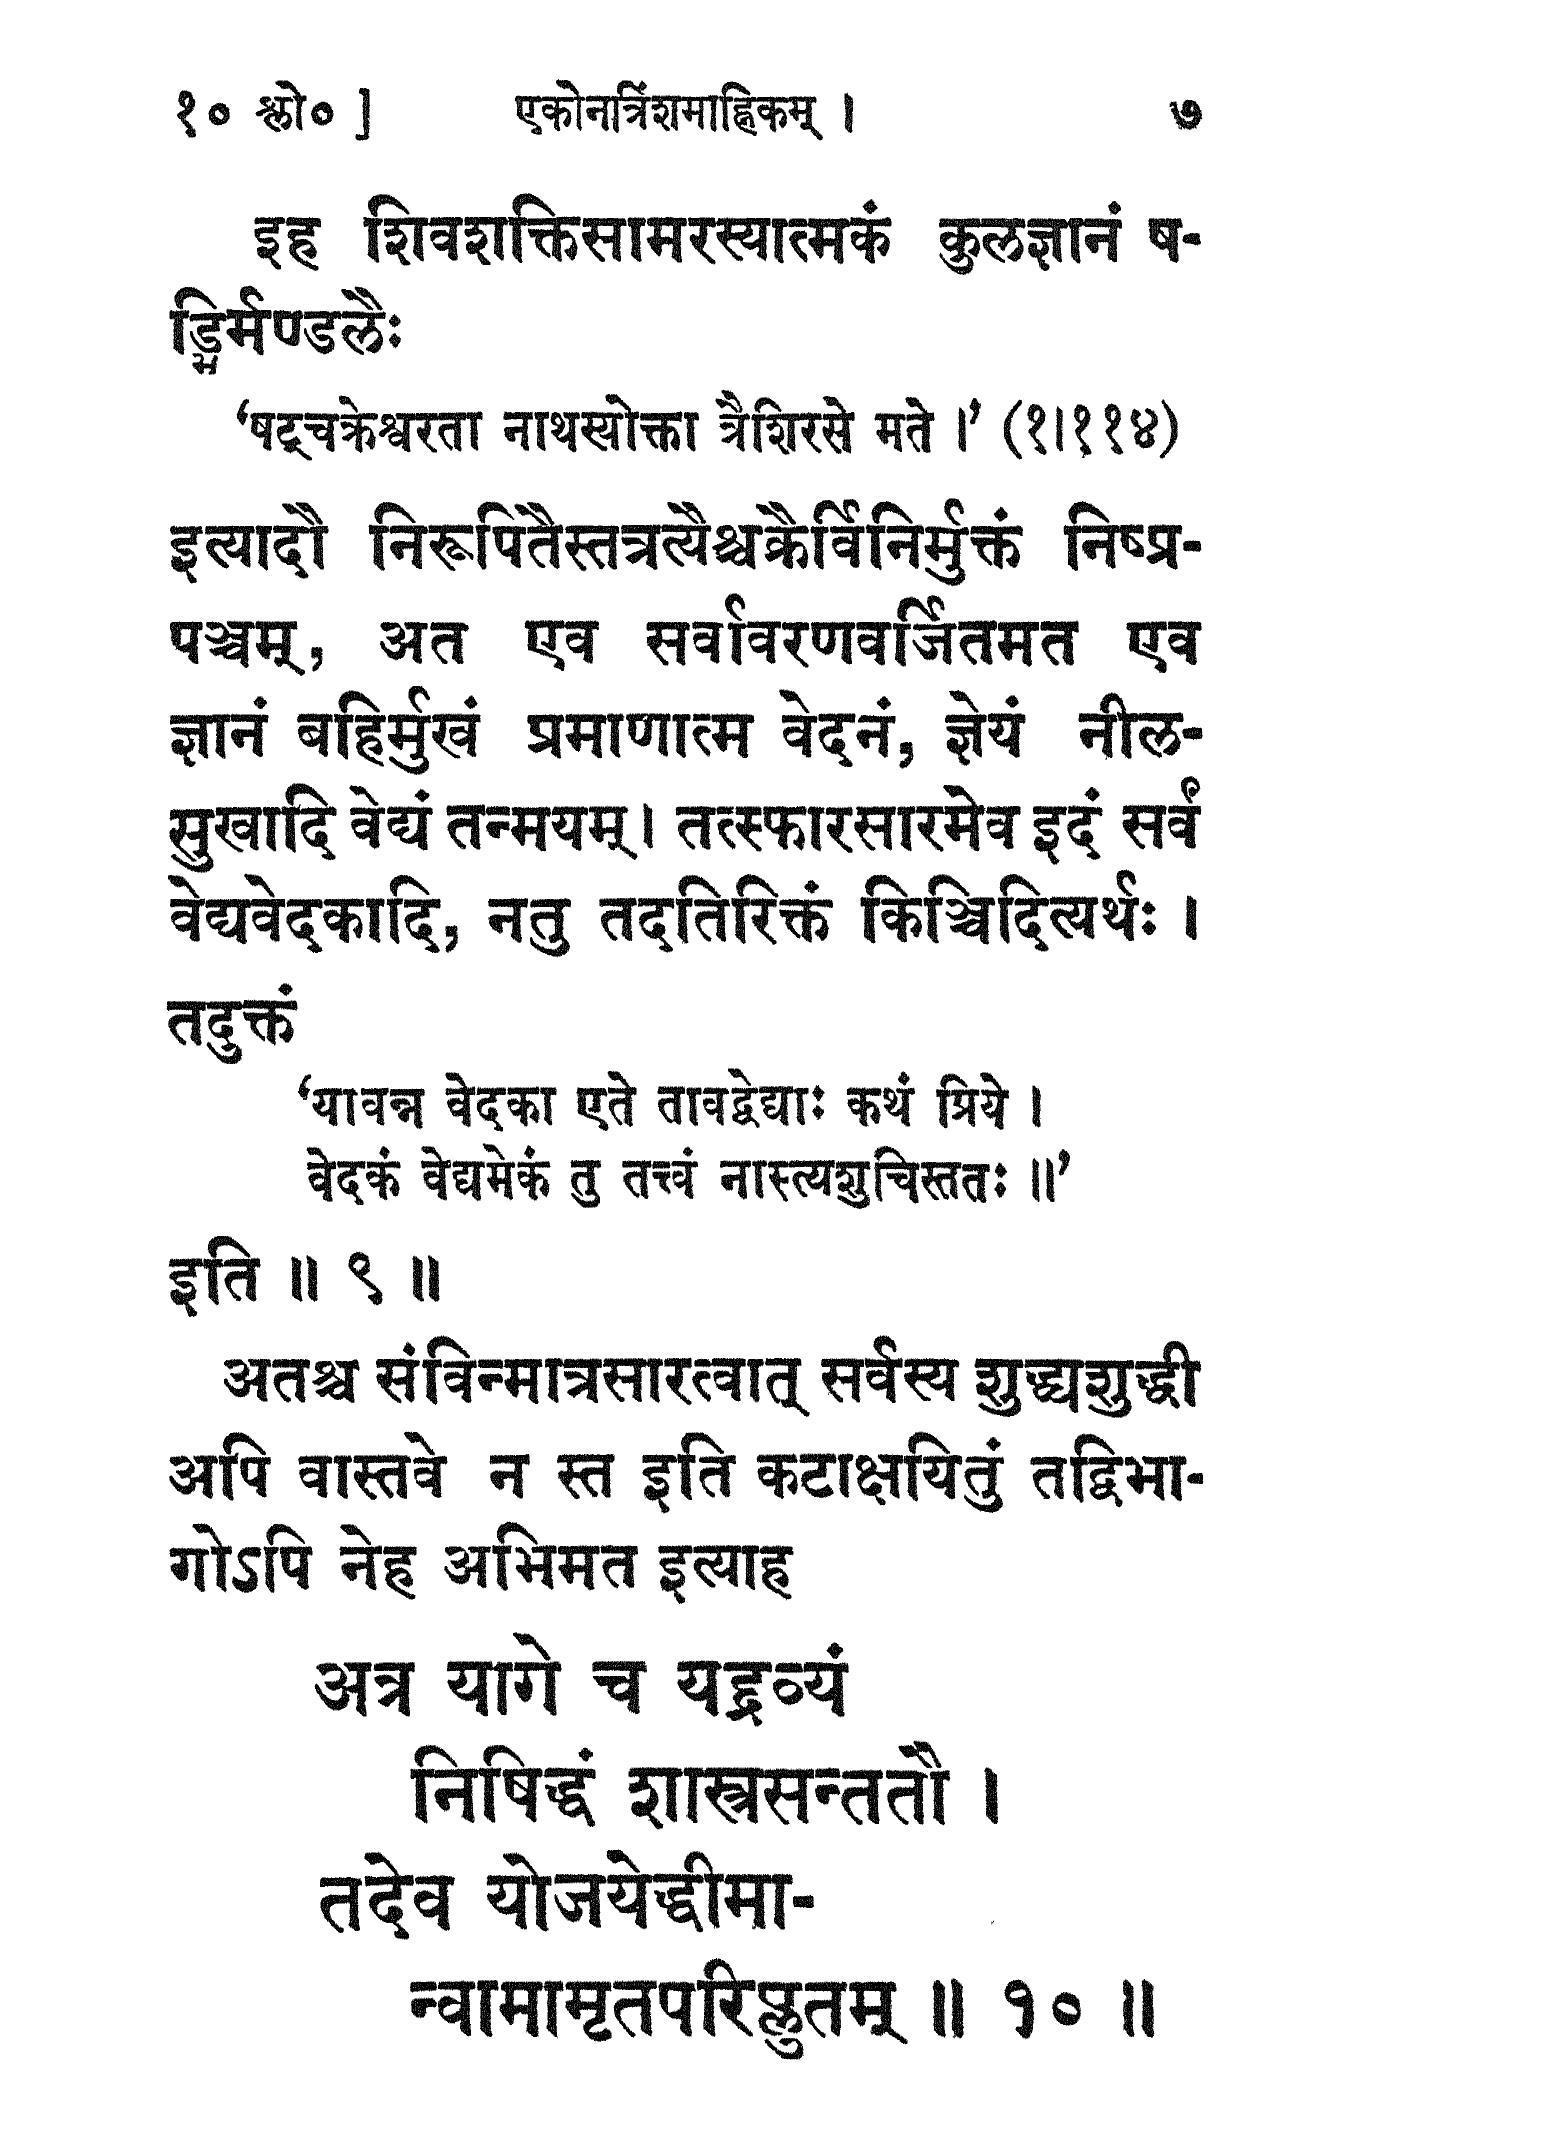 १० श्लो० ] एकोनत्रिंशमाह्निकम् । ७
इह शिवशक्तिसामरस्यात्मकं कुलज्ञानं ष-
ड्भिर्मण्डलैः
‘षट्चक्रेश्वरता नाथस्योक्ता त्रैशिरसे मते ।’ (१।११४)
इत्यादौ निरूपितैस्तत्रत्यैश्चक्रैर्विनिर्मुक्तं निष्प्र-
पञ्चम्, अत एव सर्वावरणवर्जितमत एव
ज्ञानं बहिर्मुखं प्रमाणात्म वेदनं, ज्ञेयं नील-
सुखादि वेद्यं तन्मयम्। तत्स्फारसारमेव इदं सर्वं
वेद्यवेदकादि, नतु तदतिरिक्तं किञ्चिदित्यर्थः ।
तदुक्तं
‘यावन्न वेदका एते तावद्वेद्याः कथं प्रिये ।
वेदकं वेद्यमेकं तु तत्त्वं नास्त्यशुचिस्ततः ॥’
इति ॥ ९ ॥
अतश्च संविन्मात्रसारत्वात् सर्वस्य शुद्ध्यशुद्धी
अपि वास्तवे न स्त इति कटाक्षयितुं तद्विभा-
गोऽपि नेह अभिमत इत्याह
अत्र यागे च यद्द्रव्यं
निषिद्धं शास्त्रसन्ततौ ।
तदेव योजयेद्धीमा-
न्वामामृतपरिप्लुतम् ॥ १० ॥